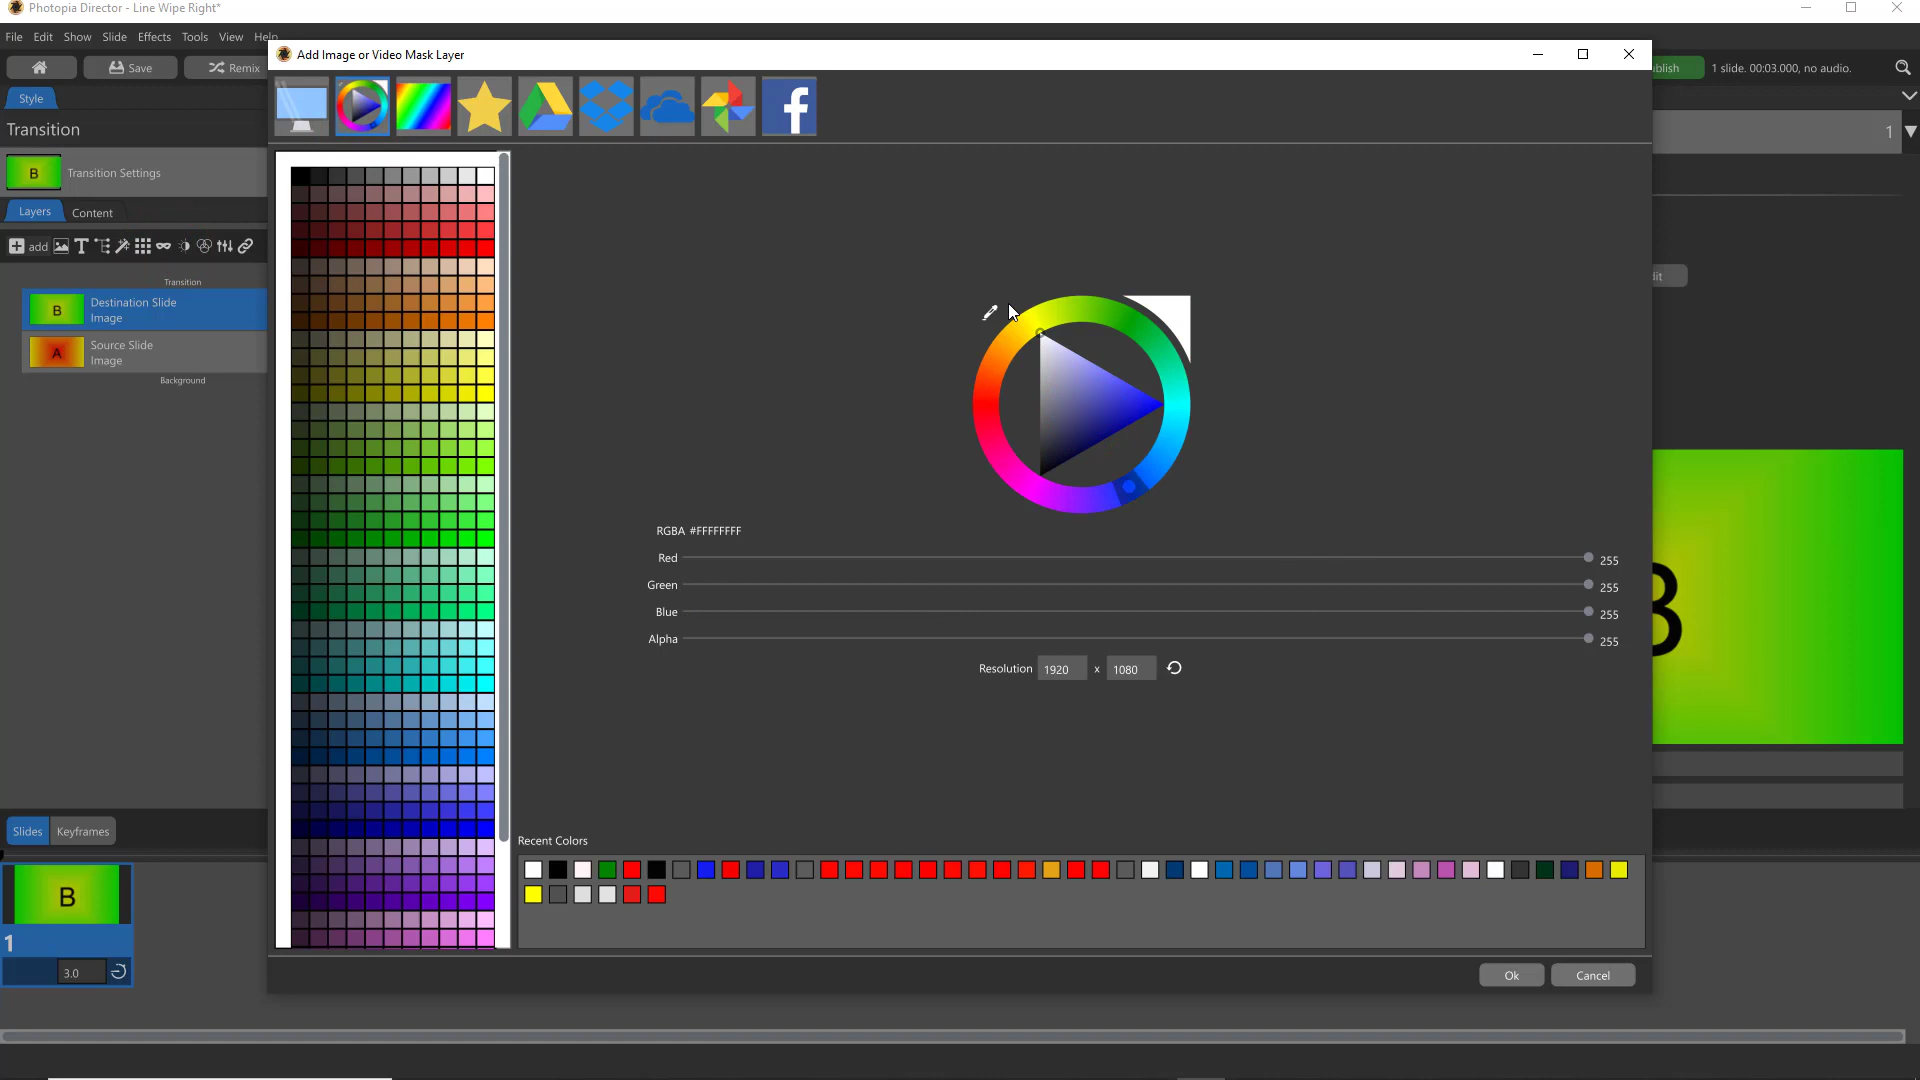 Photopia Director - Line Wipe Right*
File Edit Show Slide Effects Tools View Help
Save Remix
1 slide. 00:03.000, no audio.
Add Image or Video Mask Layer
Style
Transition
1
B Transition Settings
Layers Content
add
Transition
B Destination Slide
Image
A Source Slide
Image
Background
RGBA #FFFFFFFF
Red 255
Green 255
Blue 255
Alpha 255
Resolution 1920 x 1080
B
Slides Keyframes
Recent Colors
B
1
3.0
Ok Cancel